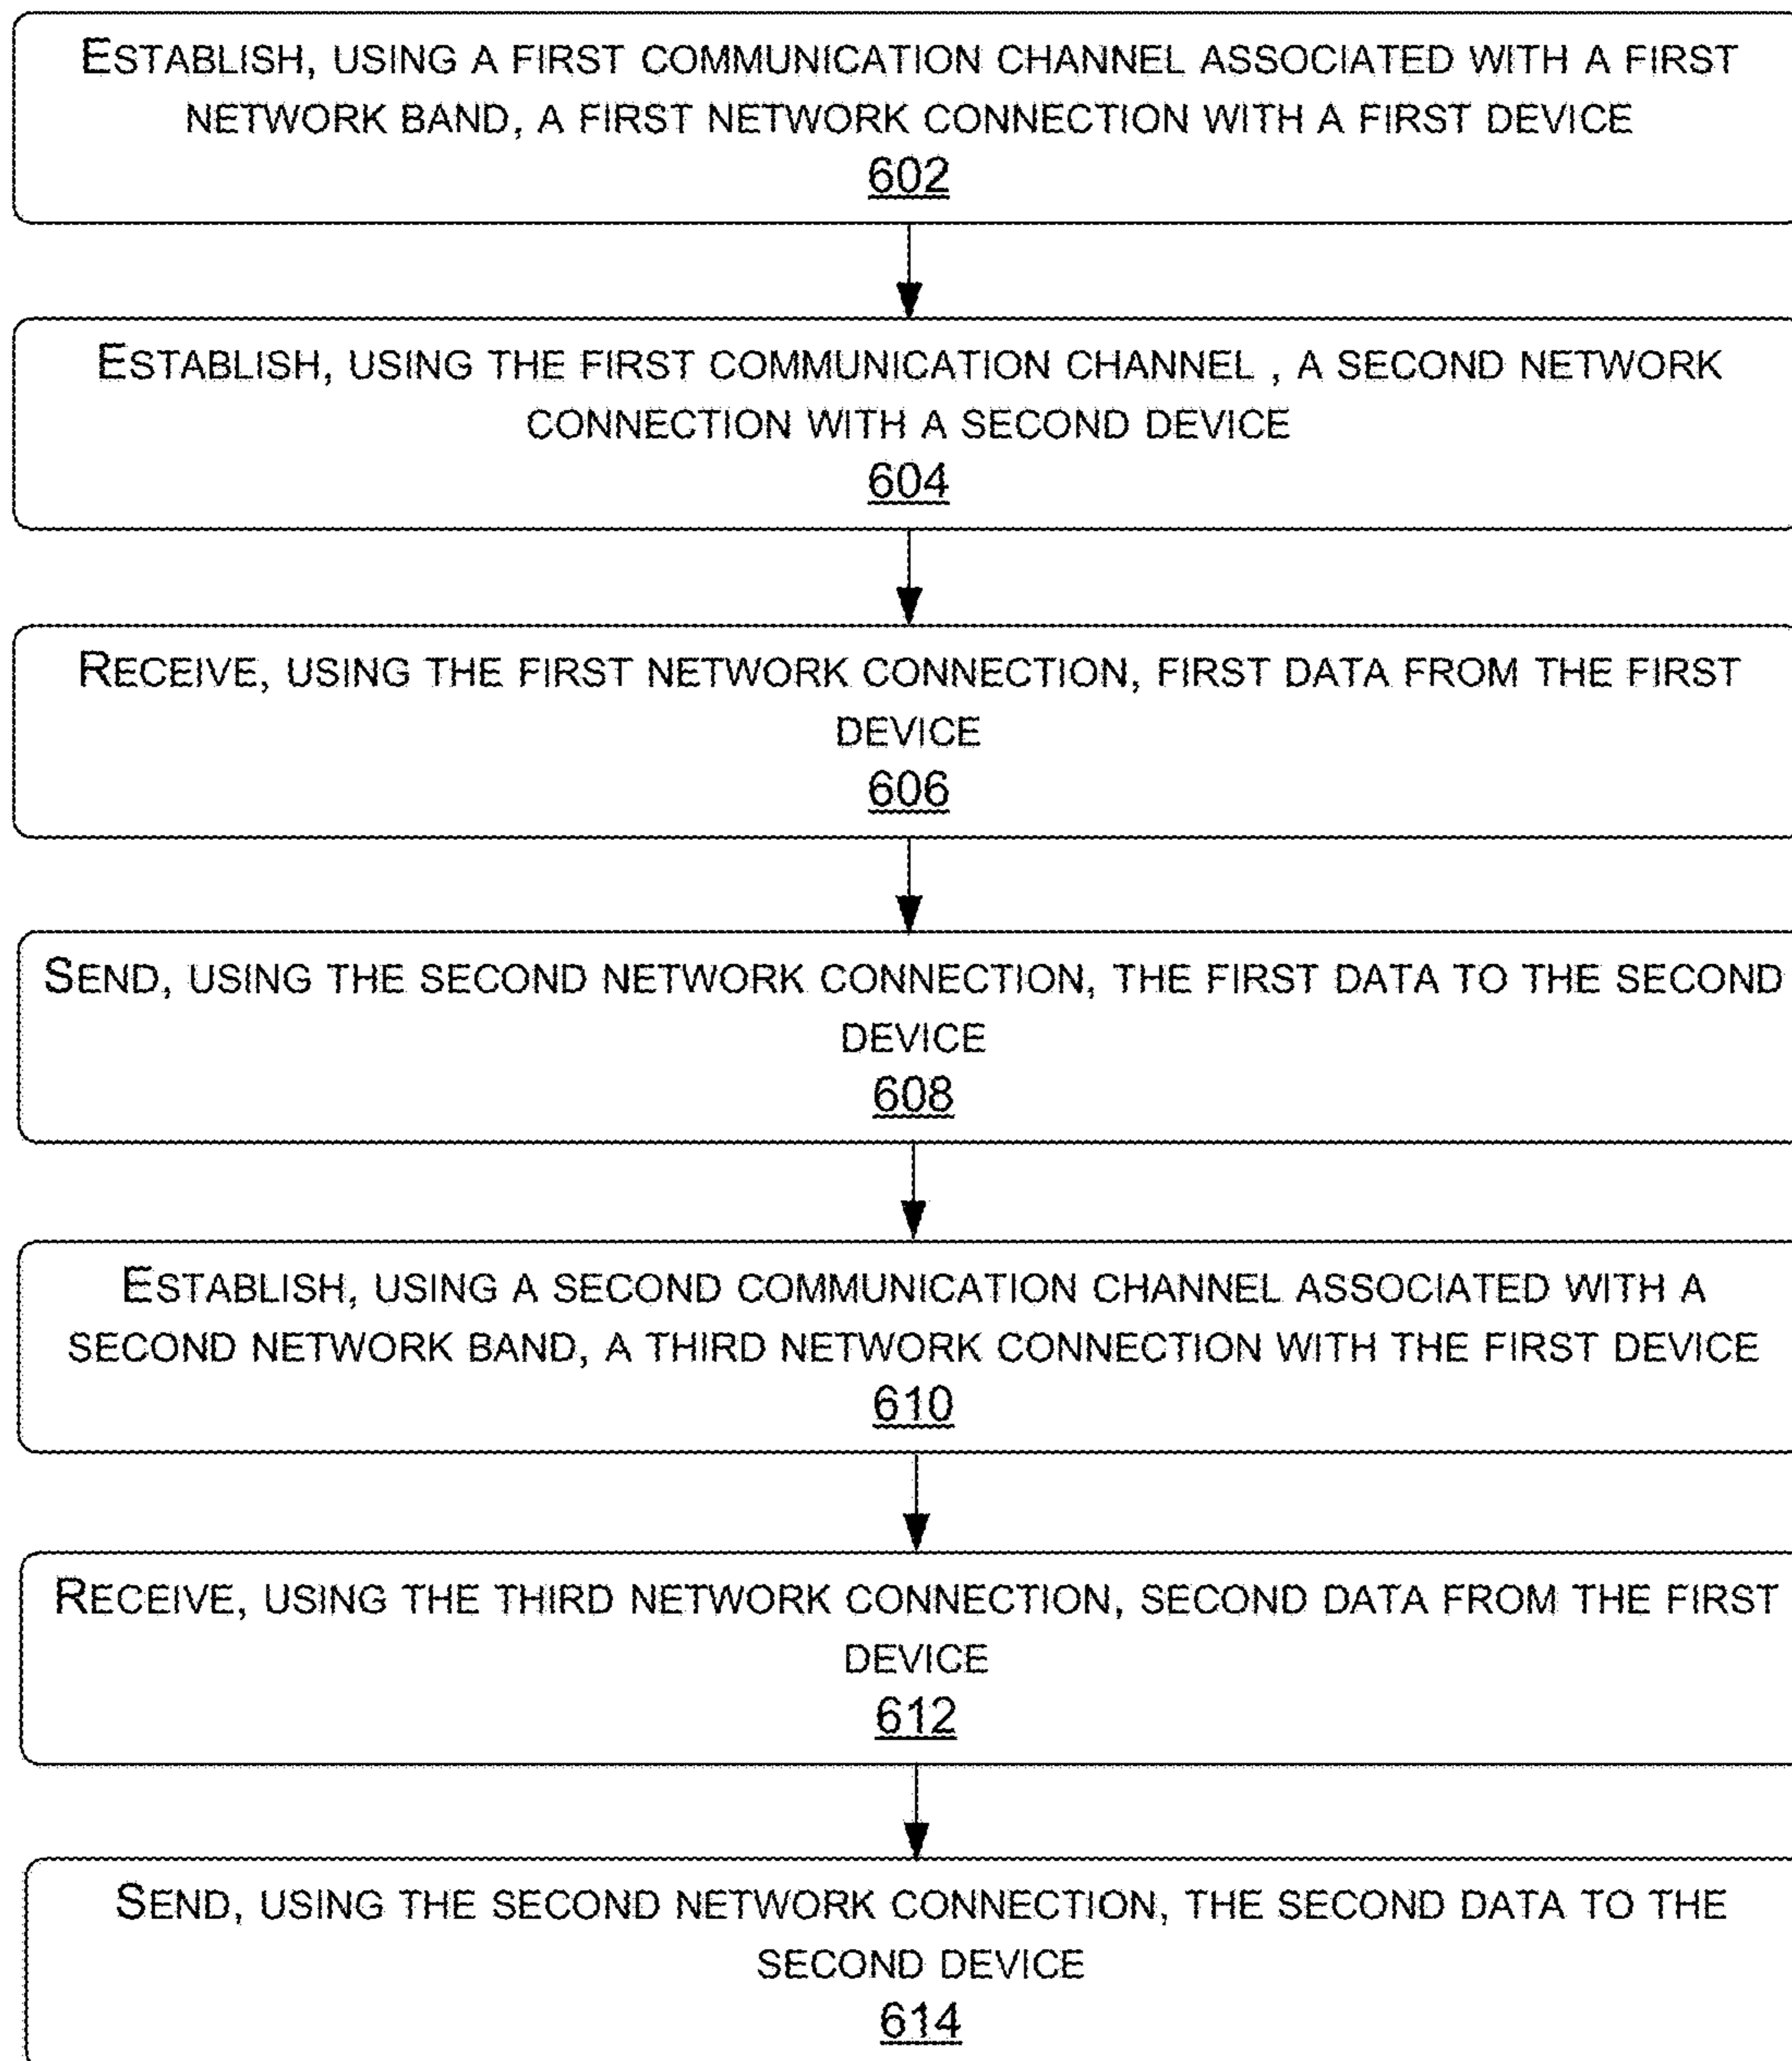 ESTABLISH, USING A FIRST COMMUNICATION CHANNEL ASSOCIATED WITH A FIRST
NETWORK BAND, A FIRST NETWORK CONNECTION WITH A FIRST DEVICE
602
ESTABLISH, USING THE FIRST COMMUNICATION CHANNEL , A SECOND NETWORK
CONNECTION WITH A SECOND DEVICE
604
RECEIVE, USING THE FIRST NETWORK CONNECTION, FIRST DATA FROM THE FIRST
DEVICE
606
SEND, USING THE SECOND NETWORK CONNECTION, THE FIRST DATA TO THE SECOND
DEVICE
608
ESTABLISH, USING A SECOND COMMUNICATION CHANNEL ASSOCIATED WITH A
SECOND NETWORK BAND, A THIRD NETWORK CONNECTION WITH THE FIRST DEVICE
610
RECEIVE, USING THE THIRD NETWORK CONNECTION, SECOND DATA FROM THE FIRST
DEVICE
612
SEND, USING THE SECOND NETWORK CONNECTION, THE SECOND DATA TO THE
SECOND DEVICE
614